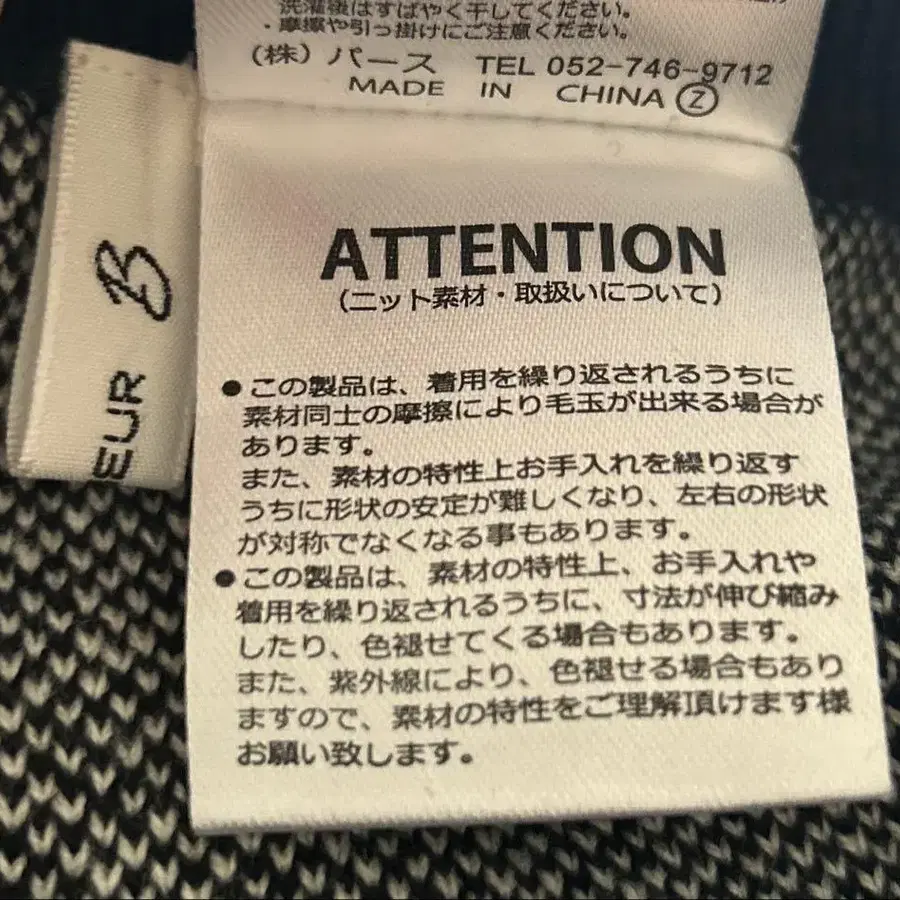 洗濯後はすばやく干してください。
・摩擦や引っ掛けにご注意ください。
(株) パース TEL 052-746-9712
MADE IN CHINA Ⓩ
ATTENTION
(ニット素材・取扱いについて)
●この製品は、着用を繰り返されるうちに
素材同士の摩擦により毛玉が出来る場合が
あります。
また、素材の特性上お手入れを繰り返す
うちに形状の安定が難しくなり、左右の形状
が対称でなくなる事もあります。
●この製品は、素材の特性上、お手入れや
着用を繰り返されるうちに、寸法が伸び縮み
したり、色褪せてくる場合もあります。
また、紫外線により、色褪せる場合もあり
ますので、素材の特性をご理解頂けます様
お願い致します。
EUR B